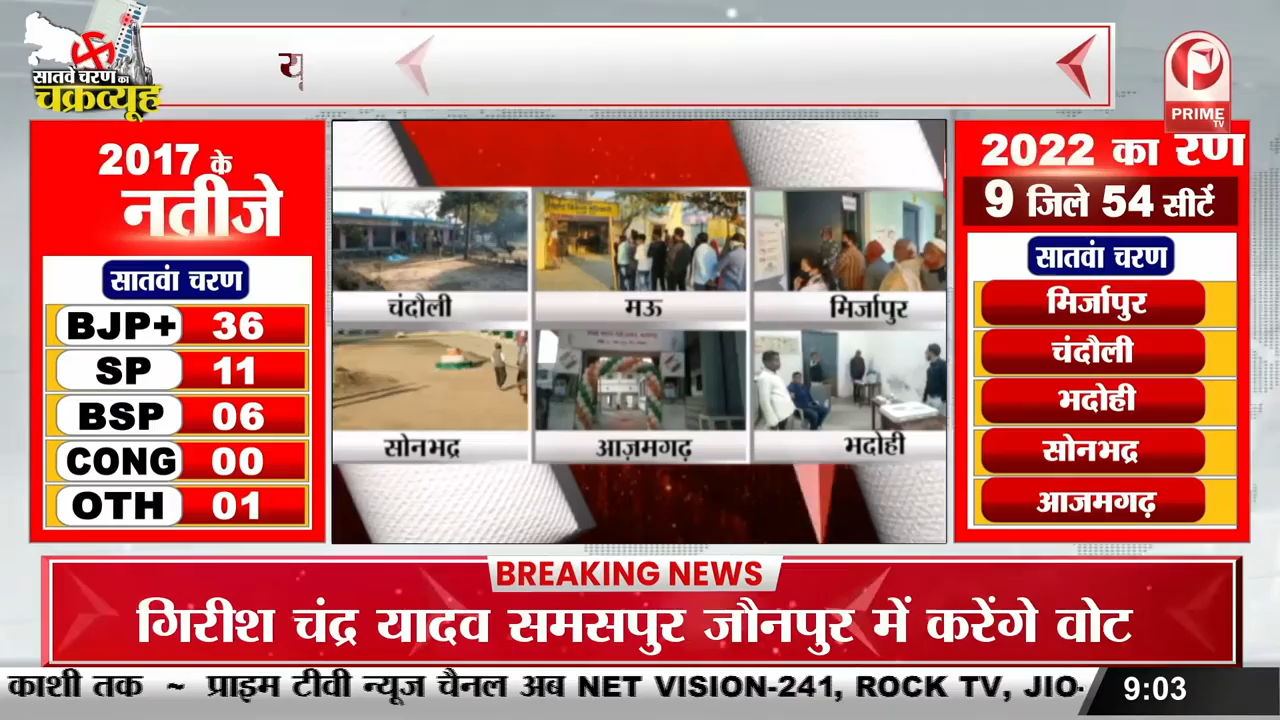 सातवें चरण का
चक्रव्यूह
यू
PRIME
TV
2017 के
नतीजे
सातवां चरण
BJP+ 36
SP 11
BSP 06
CONG 00
OTH 01
चंदौली
मऊ
मिर्जापुर
सोनभद्र
आज़मगढ़
भदोही
2022 का रण
9 जिले 54 सीटें
सातवां चरण
मिर्जापुर
चंदौली
भदोही
सोनभद्र
आजमगढ़
BREAKING NEWS
गिरीश चंद्र यादव समसपुर जौनपुर में करेंगे वोट
काशी तक ~ प्राइम टीवी न्यूज चैनल अब NET VISION-241, ROCK TV, JIO-
9:03